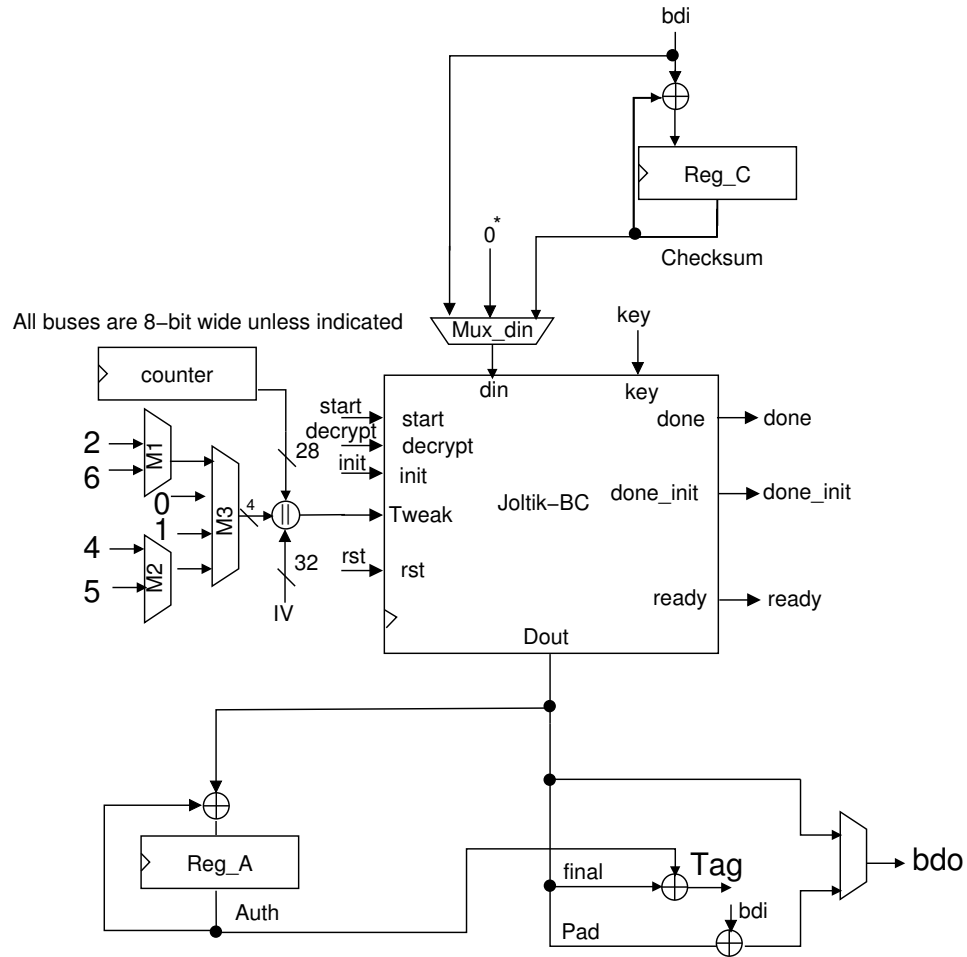 bdi
Reg_C
0*
Checksum
All buses are 8−bit wide unless indicated
Mux_din
key
counter
din
key
start
start
done
done
decrypt
decrypt
2
M1
28
init
init
6
done_init
done_init
Joltik−BC
0
M3
4
||
Tweak
1
4
M2
32
rst
rst
5
IV
ready
ready
Dout
Reg_A
final
Tag
bdo
Auth
bdi
Pad